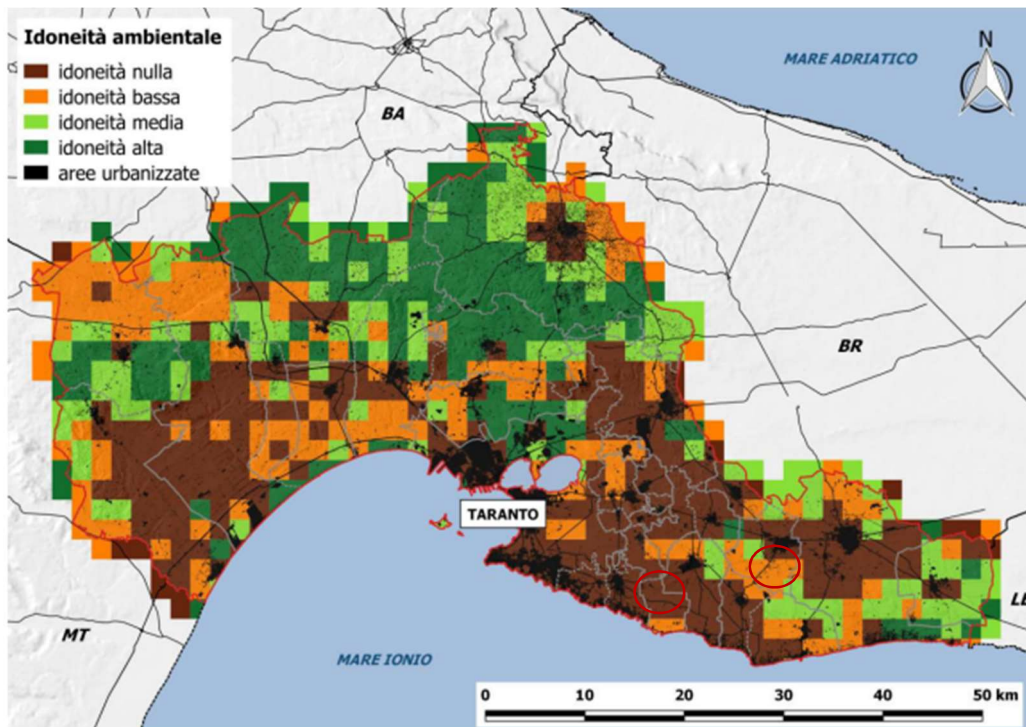 Idoneità ambientale
idoneità nulla
idoneità bassa
idoneità media
idoneità alta
aree urbanizzate
MARE ADRIATICO
N
BA
BR
TARANTO
LE
MT
MARE IONIO
0 10 20 30 40 50 km